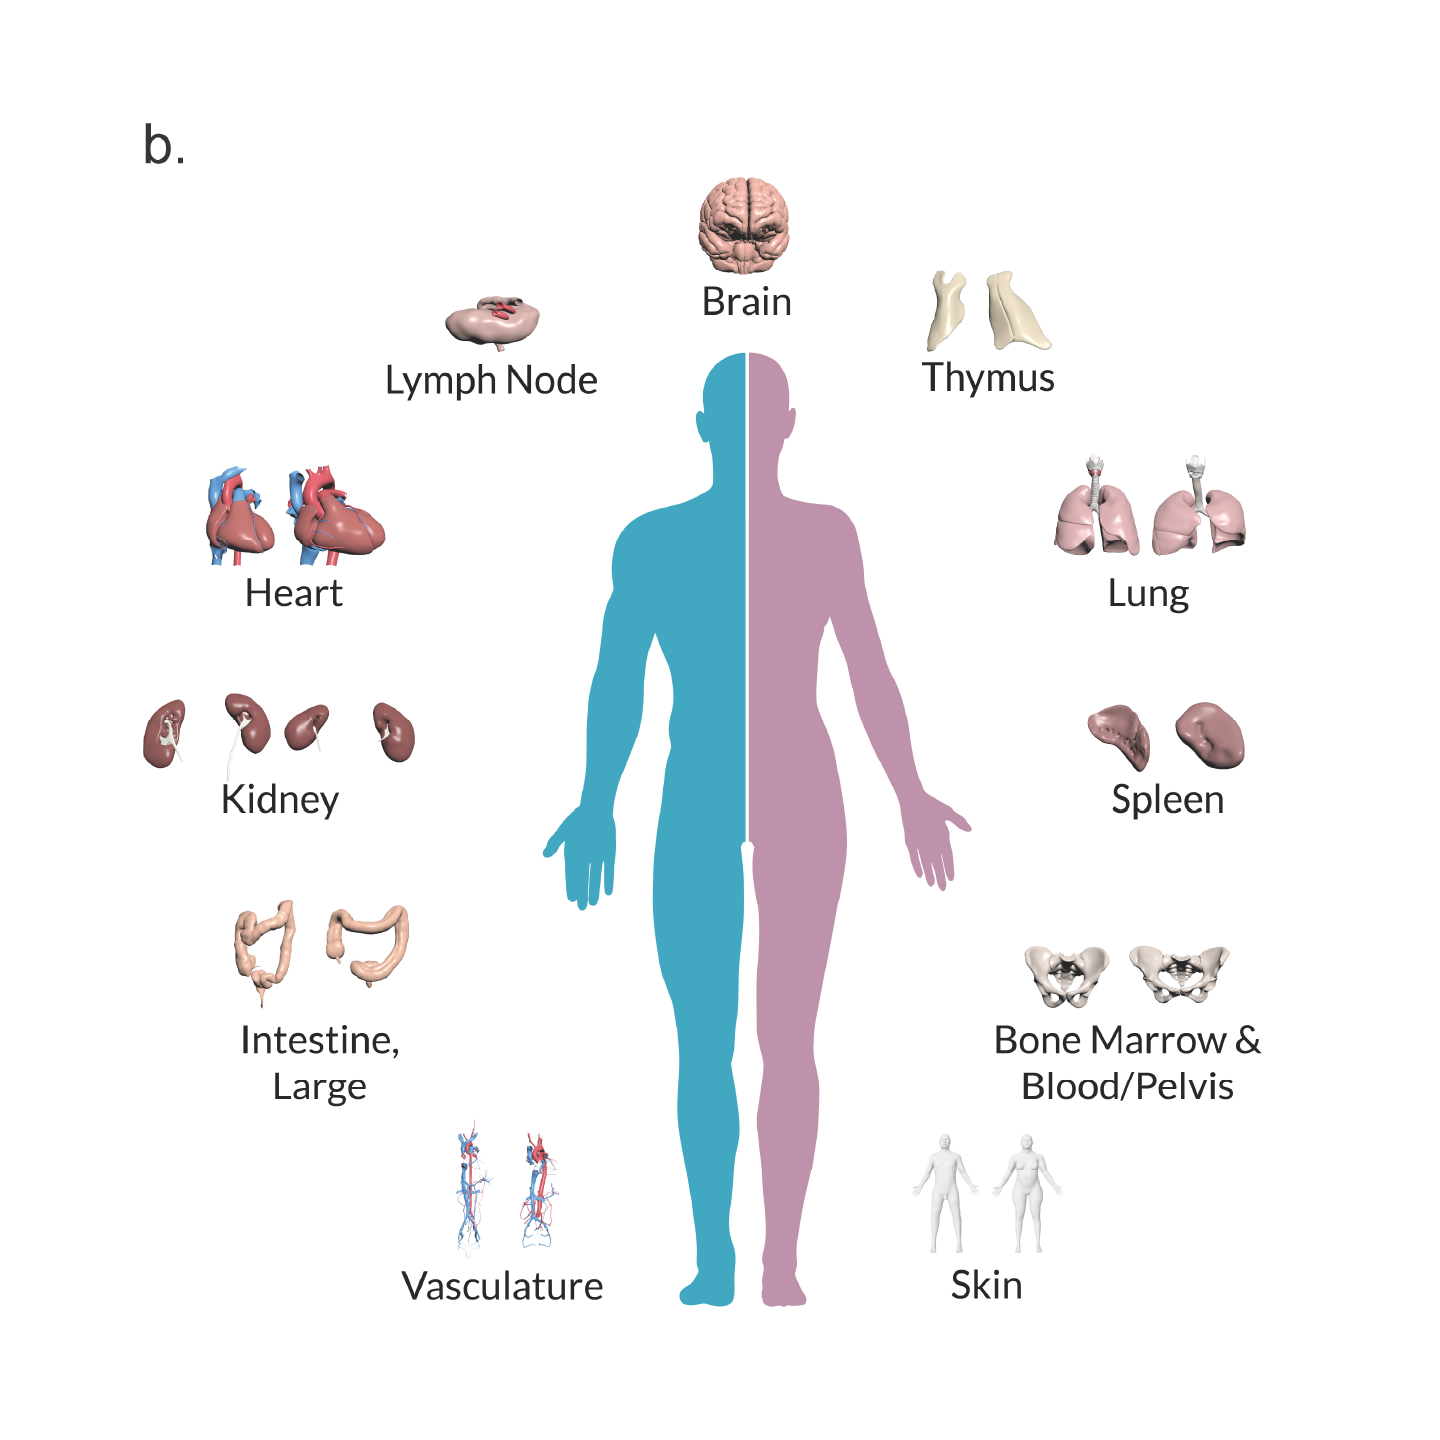 b.
Brain
Lymph Node
Thymus
Heart
Lung
Kidney
Spleen
Intestine,
Large
Bone Marrow &
Blood/Pelvis
Vasculature
Skin